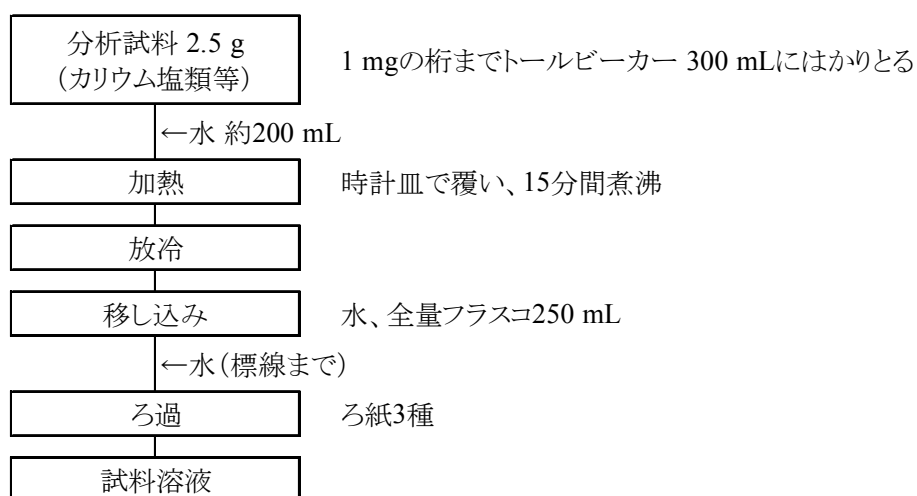 分析試料 2.5 g
(カリウム塩類等)
1 mgの桁までトールビーカー 300 mLにはかりとる
←水 約200 mL
加熱
時計皿で覆い、15分間煮沸
放冷
移し込み
水、全量フラスコ250 mL
←水(標線まで)
ろ過
ろ紙3種
試料溶液